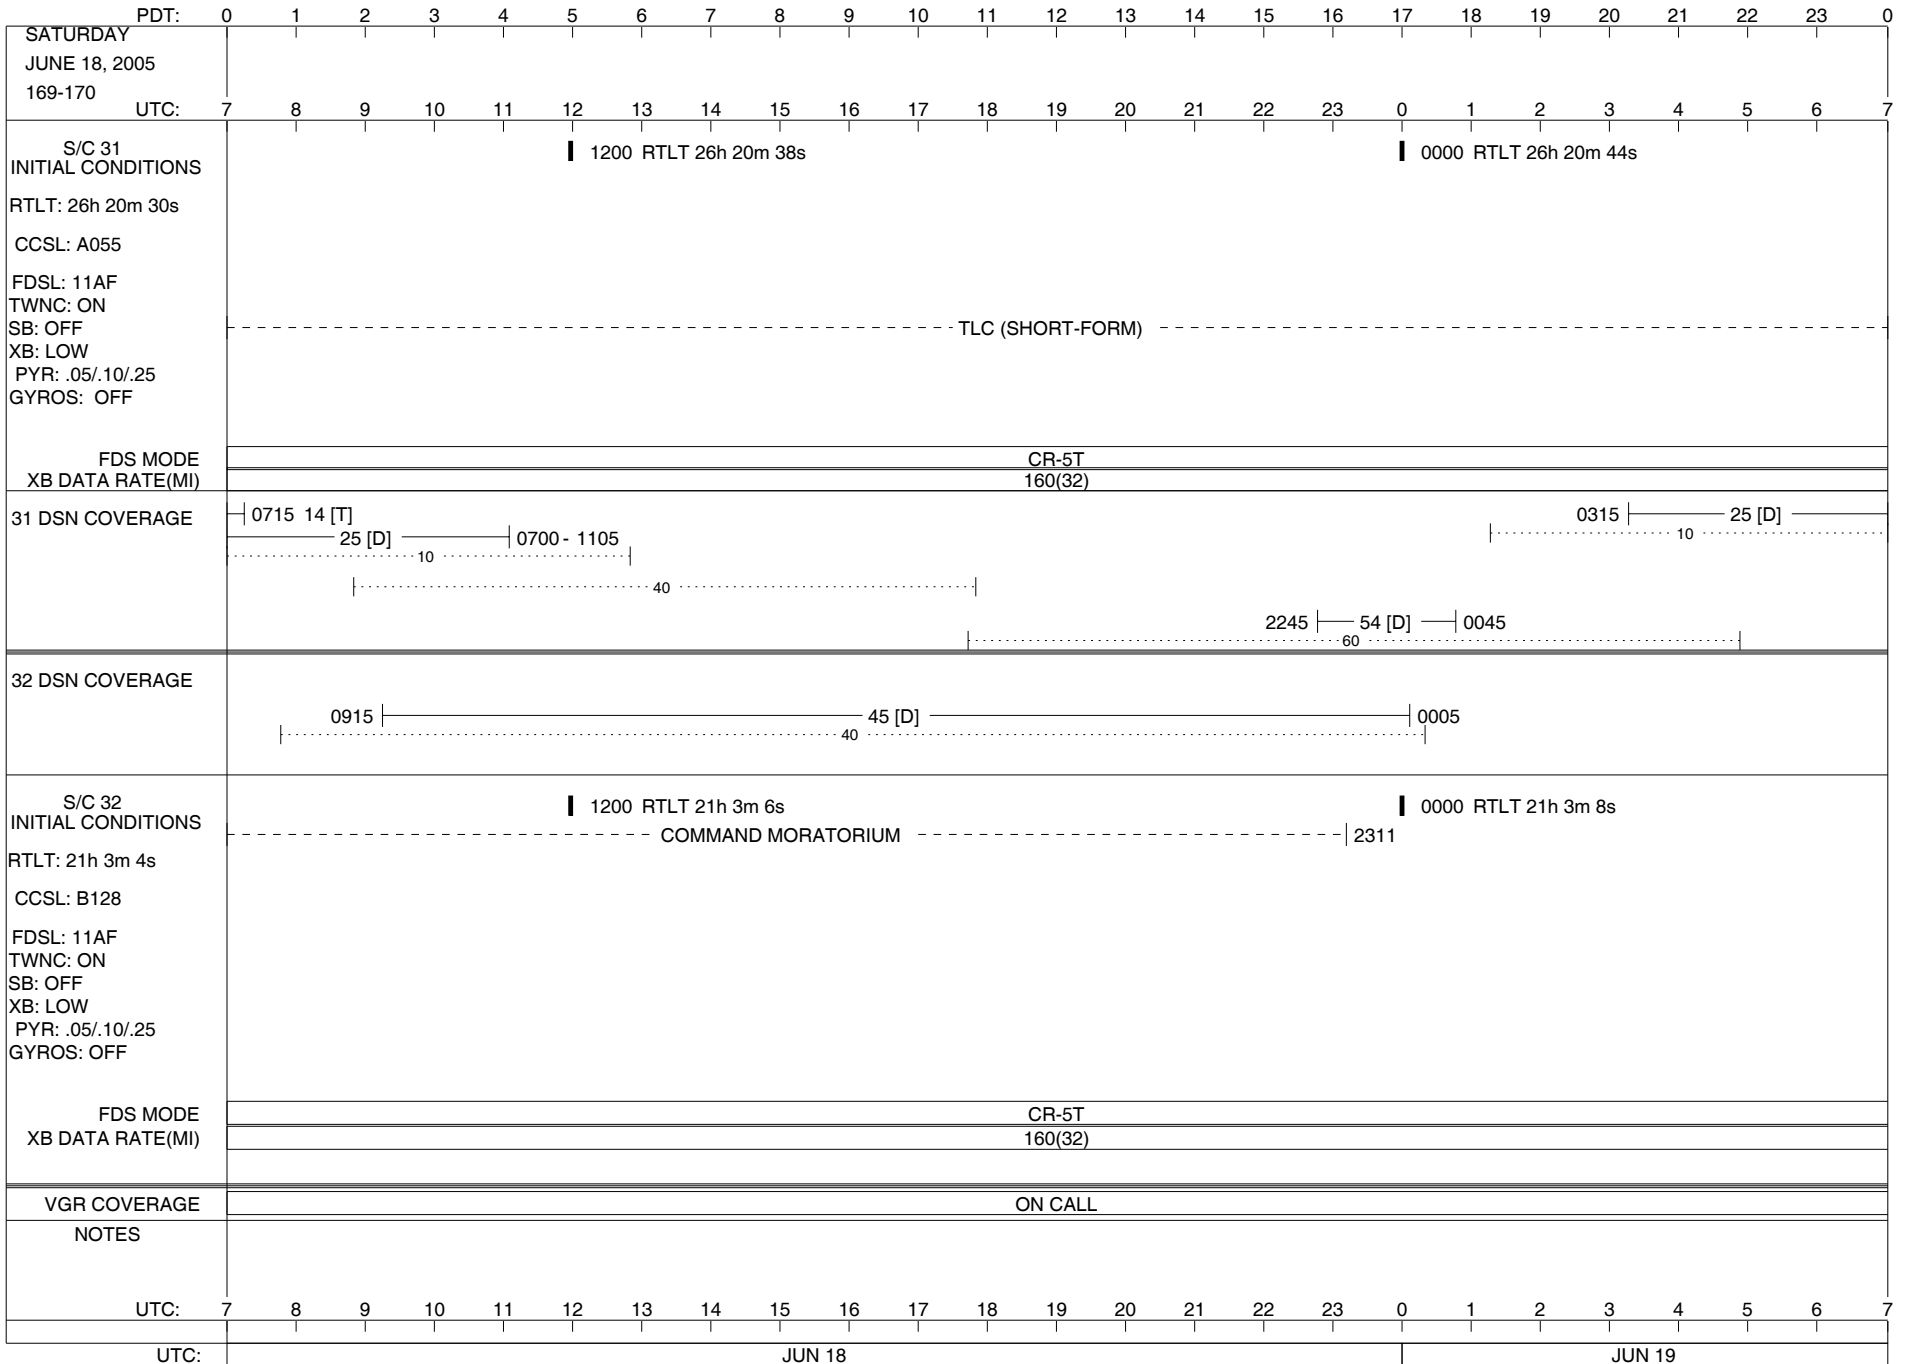 PDT: 0 1 2 3 4 5 6 7 8 9 10 11 12 13 14 15 16 17 18 19 20 21 22 23 0
SATURDAY
JUNE 18, 2005
169-170
UTC: 7 8 9 10 11 12 13 14 15 16 17 18 19 20 21 22 23 0 1 2 3 4 5 6 7
S/C 31
INITIAL CONDITIONS
1200 RTLT 26h 20m 38s
0000 RTLT 26h 20m 44s
RTLT: 26h 20m 30s
CCSL: A055
FDSL: 11AF
TWNC: ON
SB: OFF
TLC (SHORT-FORM)
XB: LOW
PYR: .05/.10/.25
GYROS: OFF
FDS MODE CR-5T
XB DATA RATE(MI) 160(32)
31 DSN COVERAGE
0715 14 [T]
0315 25 [D]
25 [D] 0700 - 1105
10
10
40
2245 54 [D] 0045
60
32 DSN COVERAGE
0915 45 [D] 0005
40
S/C 32
INITIAL CONDITIONS
1200 RTLT 21h 3m 6s
0000 RTLT 21h 3m 8s
COMMAND MORATORIUM 2311
RTLT: 21h 3m 4s
CCSL: B128
FDSL: 11AF
TWNC: ON
SB: OFF
XB: LOW
PYR: .05/.10/.25
GYROS: OFF
FDS MODE CR-5T
XB DATA RATE(MI) 160(32)
VGR COVERAGE ON CALL
NOTES
UTC: 7 8 9 10 11 12 13 14 15 16 17 18 19 20 21 22 23 0 1 2 3 4 5 6 7
UTC: JUN 18 JUN 19